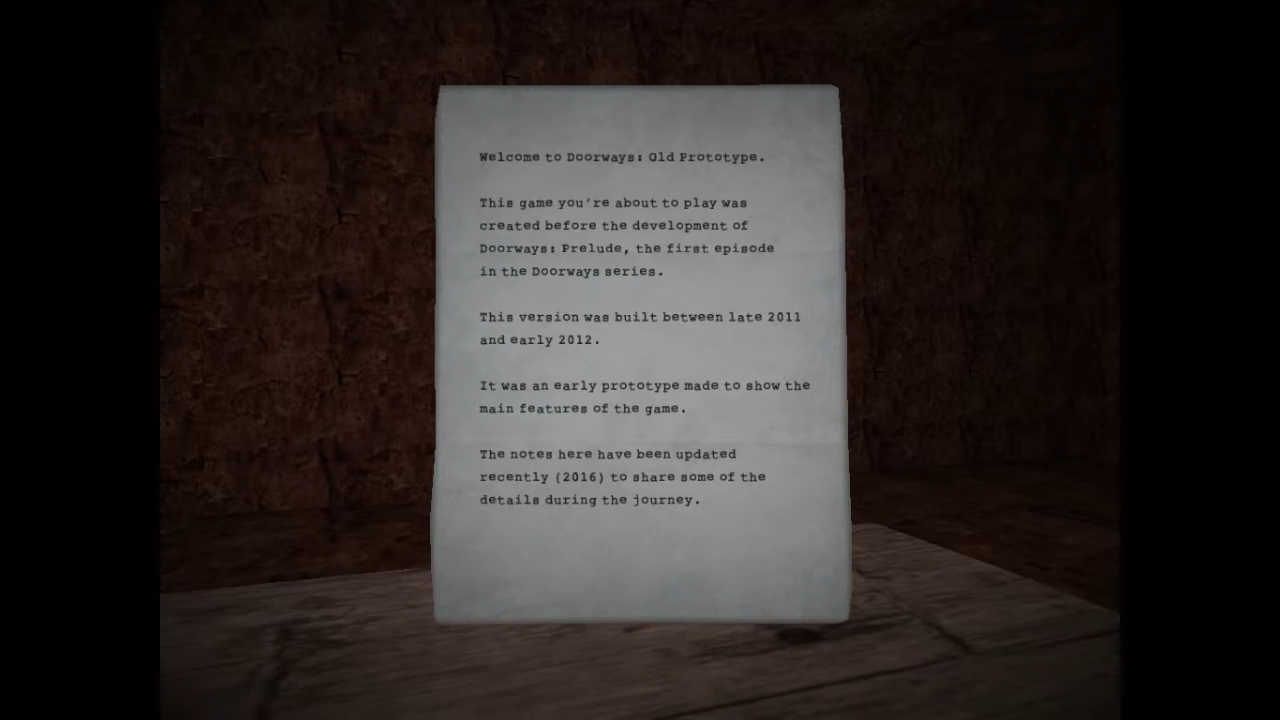 Welcome to Doorways: Old Prototype.
This game you're about to play was
created before the development of
Doorways: Prelude, the first episode
in the Doorways series.
This version was built between late 2011
and early 2012.
It was an early prototype made to show the
main features of the game.
The notes here have been updated
recently (2016) to share some of the
details during the journey.